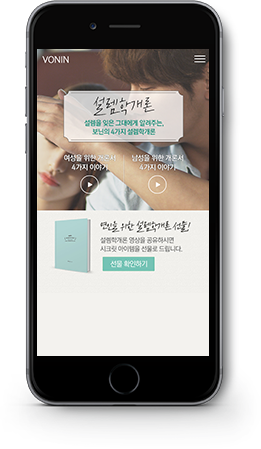 VONIN
설렘학개론
설렘을 잊은 그대에게 알려주는,
보닌의 4가지 설렘학개론
여성을 위한 개론서
4가지 이야기
남성을 위한 개론서
4가지 이야기
연인을 위한 설렘학개론 선물!
설렘학개론 영상을 공유하시면
시크릿 아이템을 선물로 드립니다.
선물 확인하기